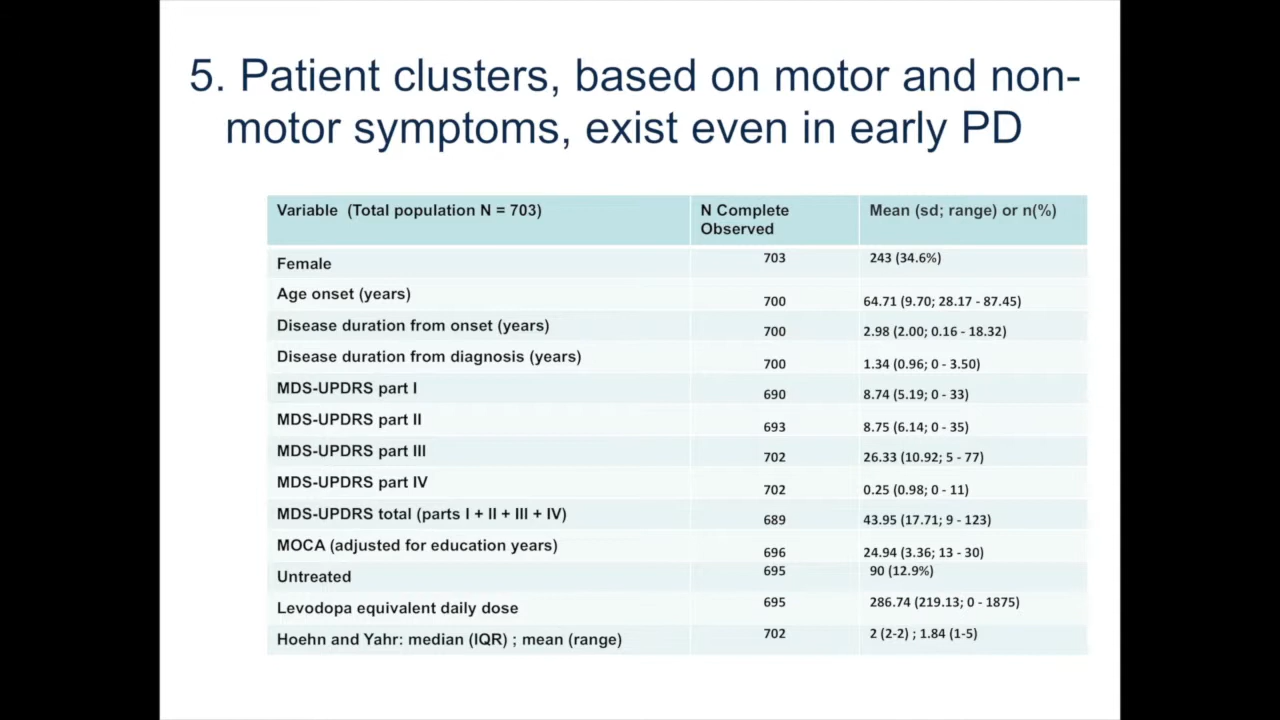 5. Patient clusters, based on motor and non-
motor symptoms, exist even in early PD
Variable (Total population N = 703) N Complete Observed Mean (sd; range) or n(%)
Female 703 243 (34.6%)
Age onset (years) 700 64.71 (9.70; 28.17 - 87.45)
Disease duration from onset (years) 700 2.98 (2.00; 0.16 - 18.32)
Disease duration from diagnosis (years) 700 1.34 (0.96; 0 - 3.50)
MDS-UPDRS part I 690 8.74 (5.19; 0 - 33)
MDS-UPDRS part II 693 8.75 (6.14; 0 - 35)
MDS-UPDRS part III 702 26.33 (10.92; 5 - 77)
MDS-UPDRS part IV 702 0.25 (0.98; 0 - 11)
MDS-UPDRS total (parts I + II + III + IV) 689 43.95 (17.71; 9 - 123)
MOCA (adjusted for education years) 696 24.94 (3.36; 13 - 30)
Untreated 695 90 (12.9%)
Levodopa equivalent daily dose 695 286.74 (219.13; 0 - 1875)
Hoehn and Yahr: median (IQR) ; mean (range) 702 2 (2-2) ; 1.84 (1-5)